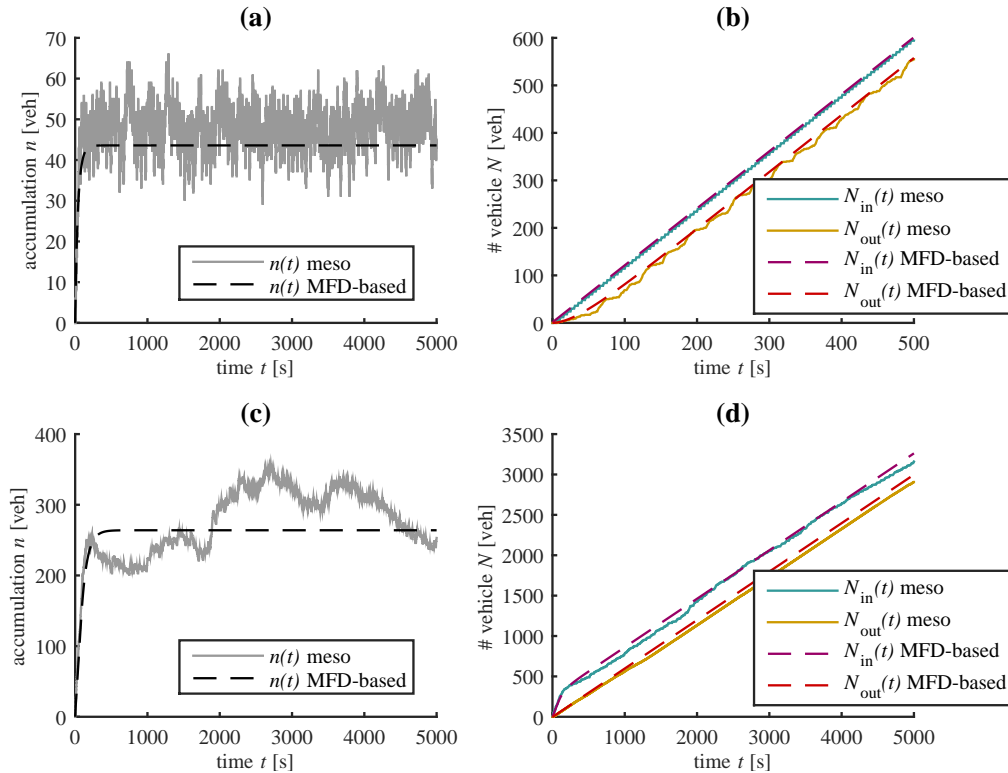 (a)
70
60
50
40
30
20
10
0
accumulation n [veh]
n(t) meso
n(t) MFD-based
0 1000 2000 3000 4000 5000
time t [s]
(b)
600
500
400
300
200
100
0
# vehicle N [veh]
N_in(t) meso
N_out(t) meso
N_in(t) MFD-based
N_out(t) MFD-based
0 100 200 300 400 500
time t [s]
(c)
400
300
200
100
0
accumulation n [veh]
n(t) meso
n(t) MFD-based
0 1000 2000 3000 4000 5000
time t [s]
(d)
3500
3000
2500
2000
1500
1000
500
0
# vehicle N [veh]
N_in(t) meso
N_out(t) meso
N_in(t) MFD-based
N_out(t) MFD-based
0 1000 2000 3000 4000 5000
time t [s]